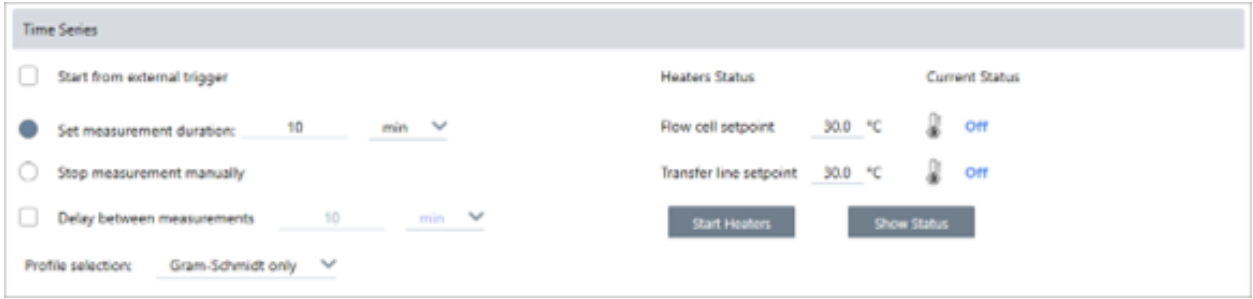 Time Series
Start from external trigger
Heaters Status
Current Status
Set measurement duration: 10 min
Flow cell setpoint 30.0 °C Off
Stop measurement manually
Transfer line setpoint 30.0 °C Off
Delay between measurements 10 min
Start Heaters
Show Status
Profile selection: Gram-Schmidt only